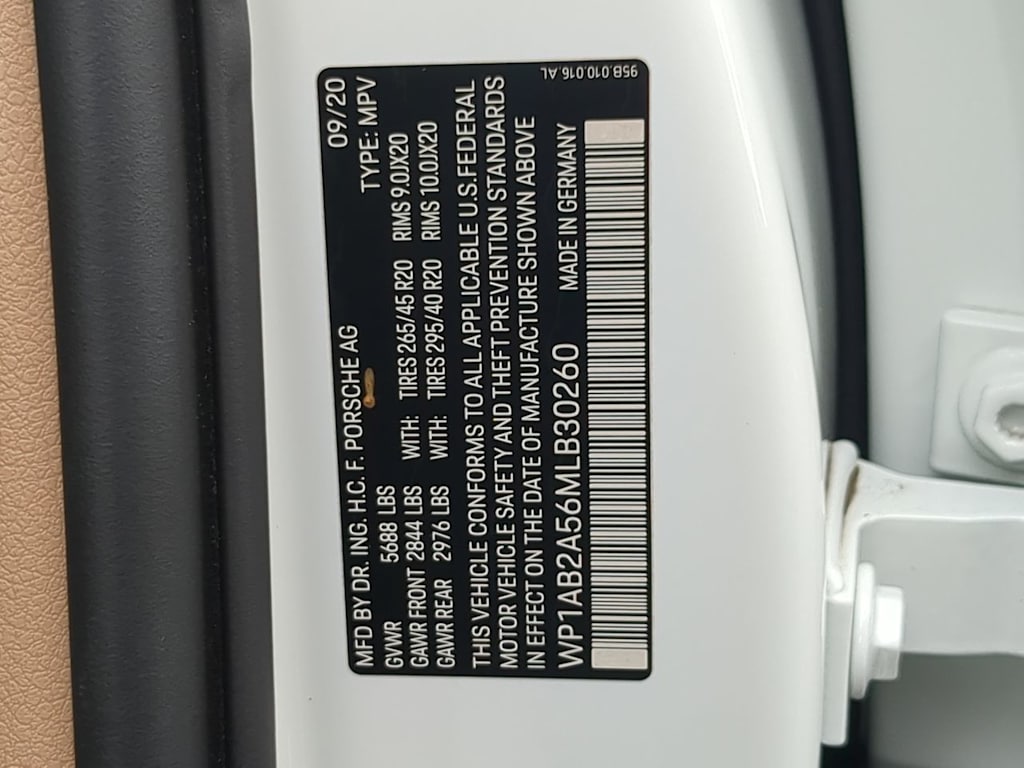 09/20
MFD BY DR. ING. H.C. F. PORSCHE AG TYPE: MPV
GVWR 5688 LBS
GAWR FRONT 2844 LBS WITH: TIRES 265/45 R20 RIMS 9.0JX20
GAWR REAR 2976 LBS WITH: TIRES 295/40 R20 RIMS 10.0JX20
THIS VEHICLE CONFORMS TO ALL APPLICABLE U.S.FEDERAL
MOTOR VEHICLE SAFETY AND THEFT PREVENTION STANDARDS
IN EFFECT ON THE DATE OF MANUFACTURE SHOWN ABOVE
WP1AB2A56MLB30260 MADE IN GERMANY
95B.010.016.AL